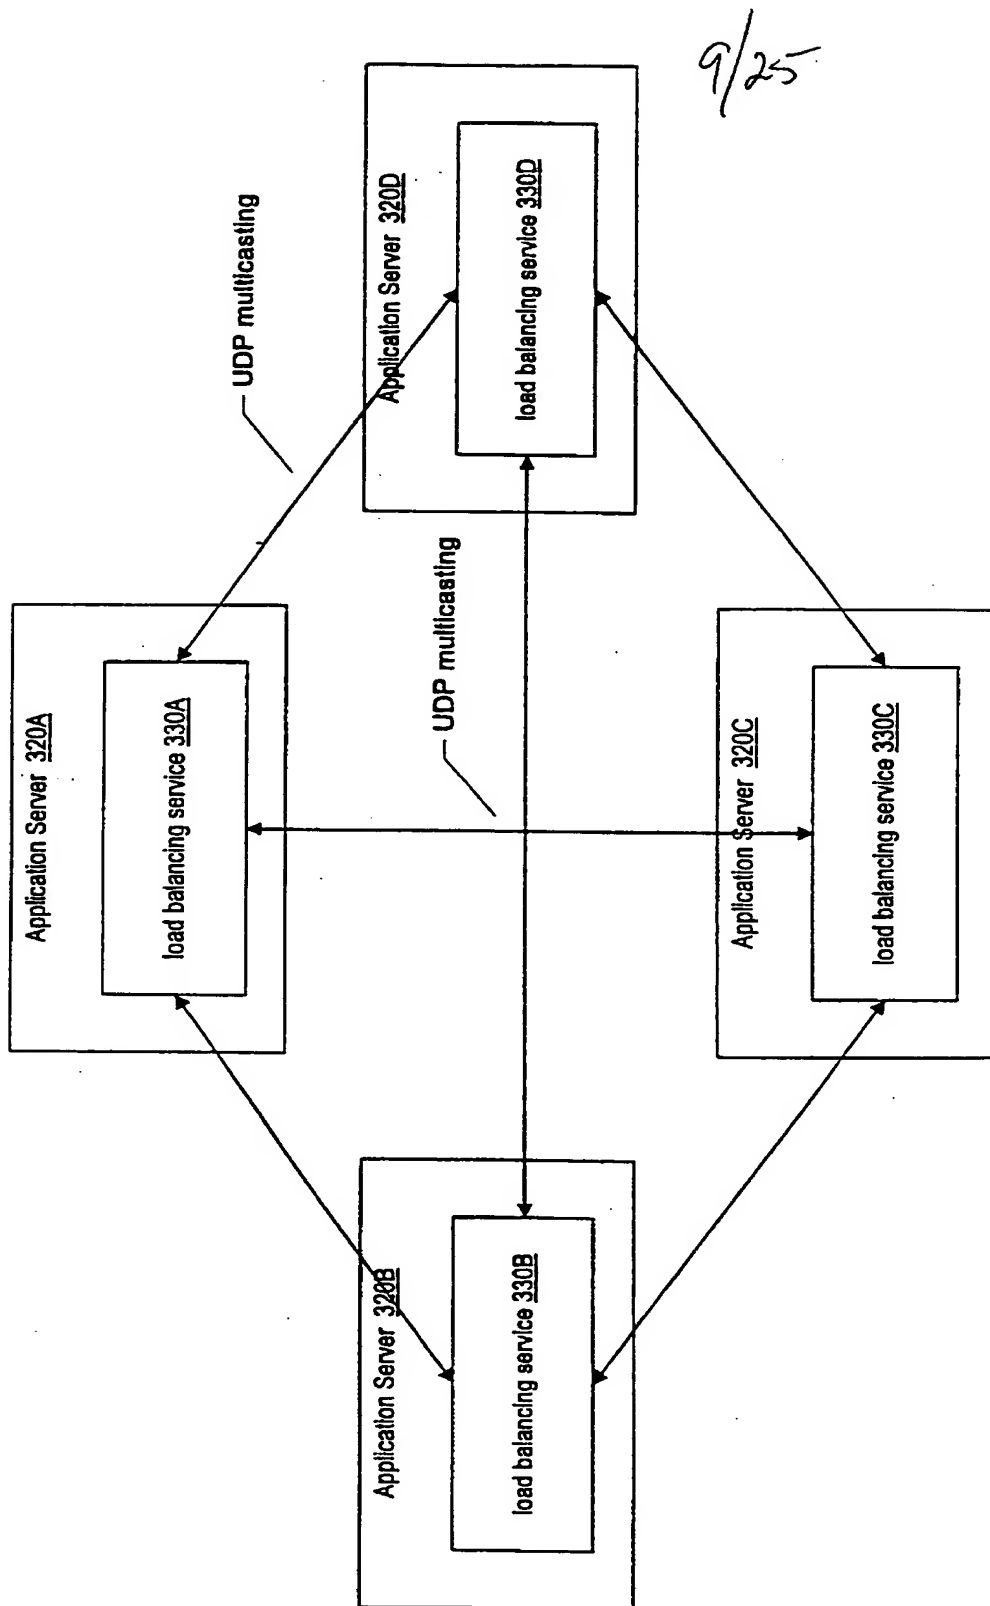 9/25
Application Server 320A
load balancing service 330A
UDP multicasting
Application Server 320B
load balancing service 330B
UDP multicasting
Application Server 320D
load balancing service 330D
Application Server 320C
load balancing service 330C